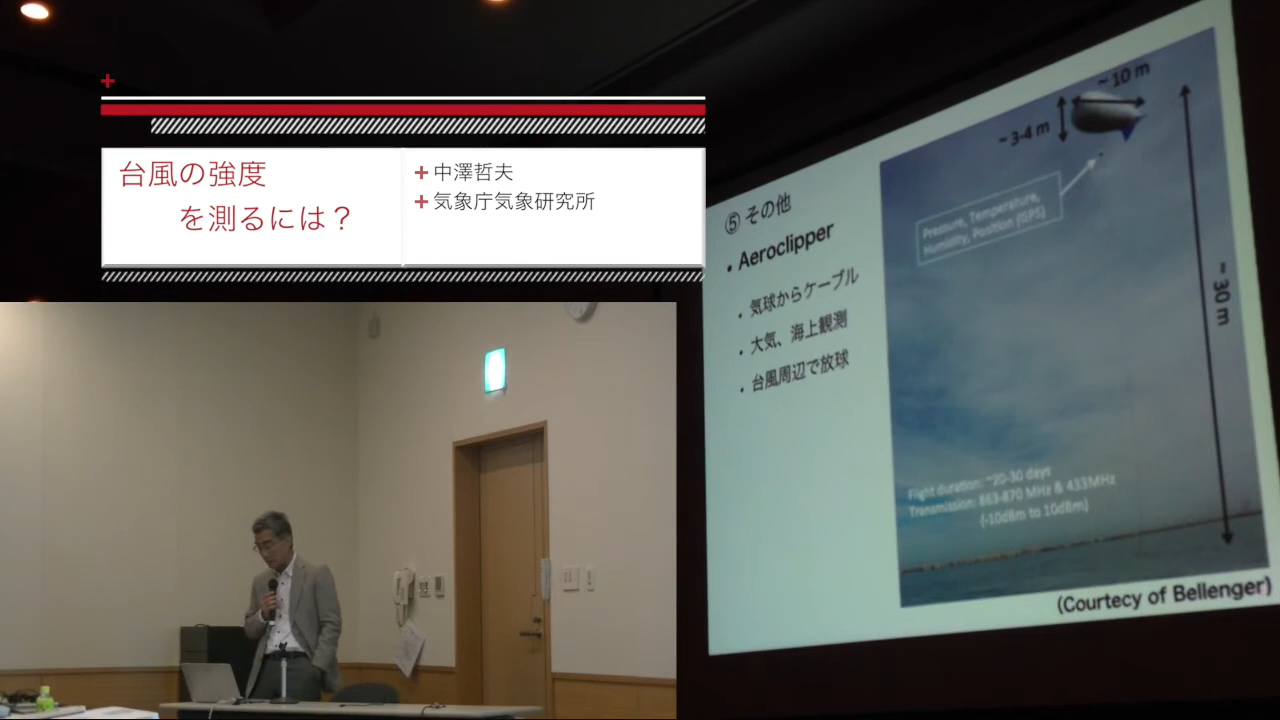 台風の強度
を測るには？
+ 中澤哲夫
+ 気象庁気象研究所
⑤ その他
• Aeroclipper
• 気球からケーブル
• 大気、海上観測
• 台風周辺で放球
~ 10 m
~ 3-4 m
Pressure, Temperature,
Humidity, Position (GPS)
~ 30 m
Flight duration: ~20-30 days
Transmission: 863-870 MHz & 433MHz
(-10dBm to 10dBm)
(Courtesy of Bellenger)